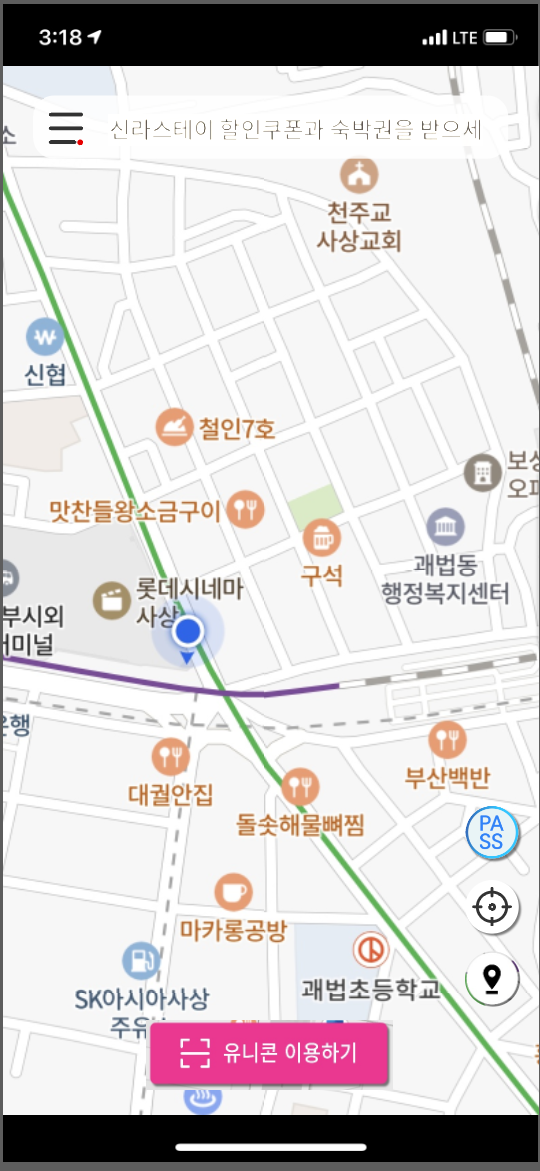 3:18
LTE
소
신라스테이 할인쿠폰과 숙박권을 받으세
천주교
사상교회
신협
철인7호
보성
오피
맛찬들왕소금구이
구석
괘법동
행정복지센터
롯데시네마
사상
부시외
터미널
은행
부산백반
대궐안집
돌솟해물뼈찜
PA
SS
마카롱공방
괘법초등학교
SK아시아사상
주유
유니콘 이용하기